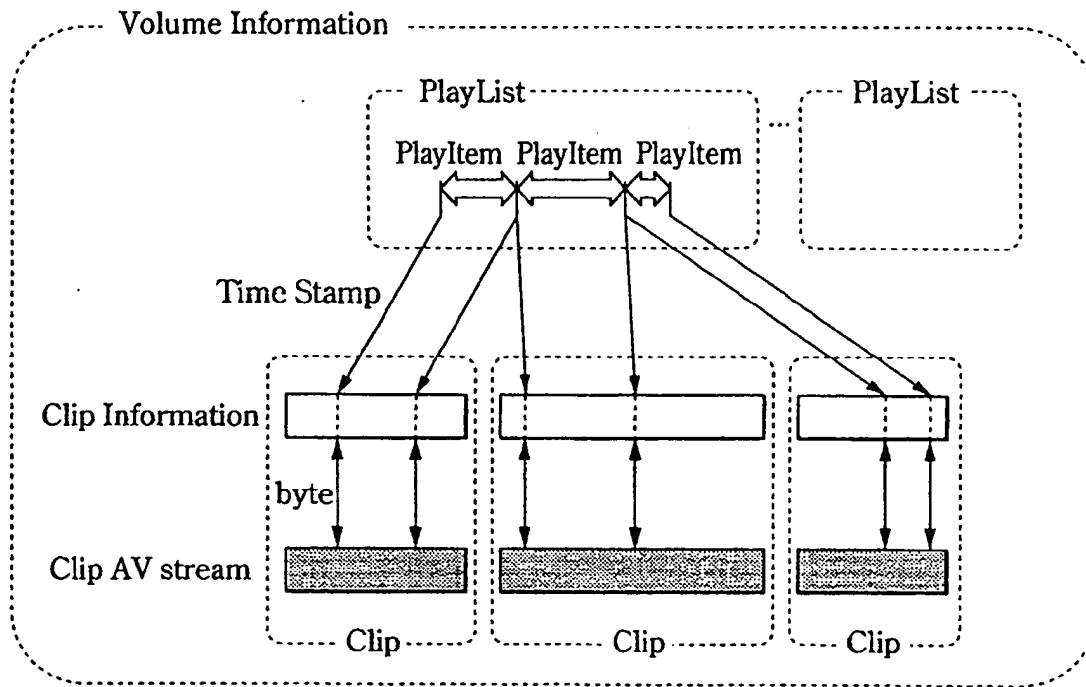 Volume Information
PlayList
PlayList
...
PlayItem PlayItem PlayItem
Time Stamp
Clip Information
byte
Clip AV stream
Clip
Clip
Clip